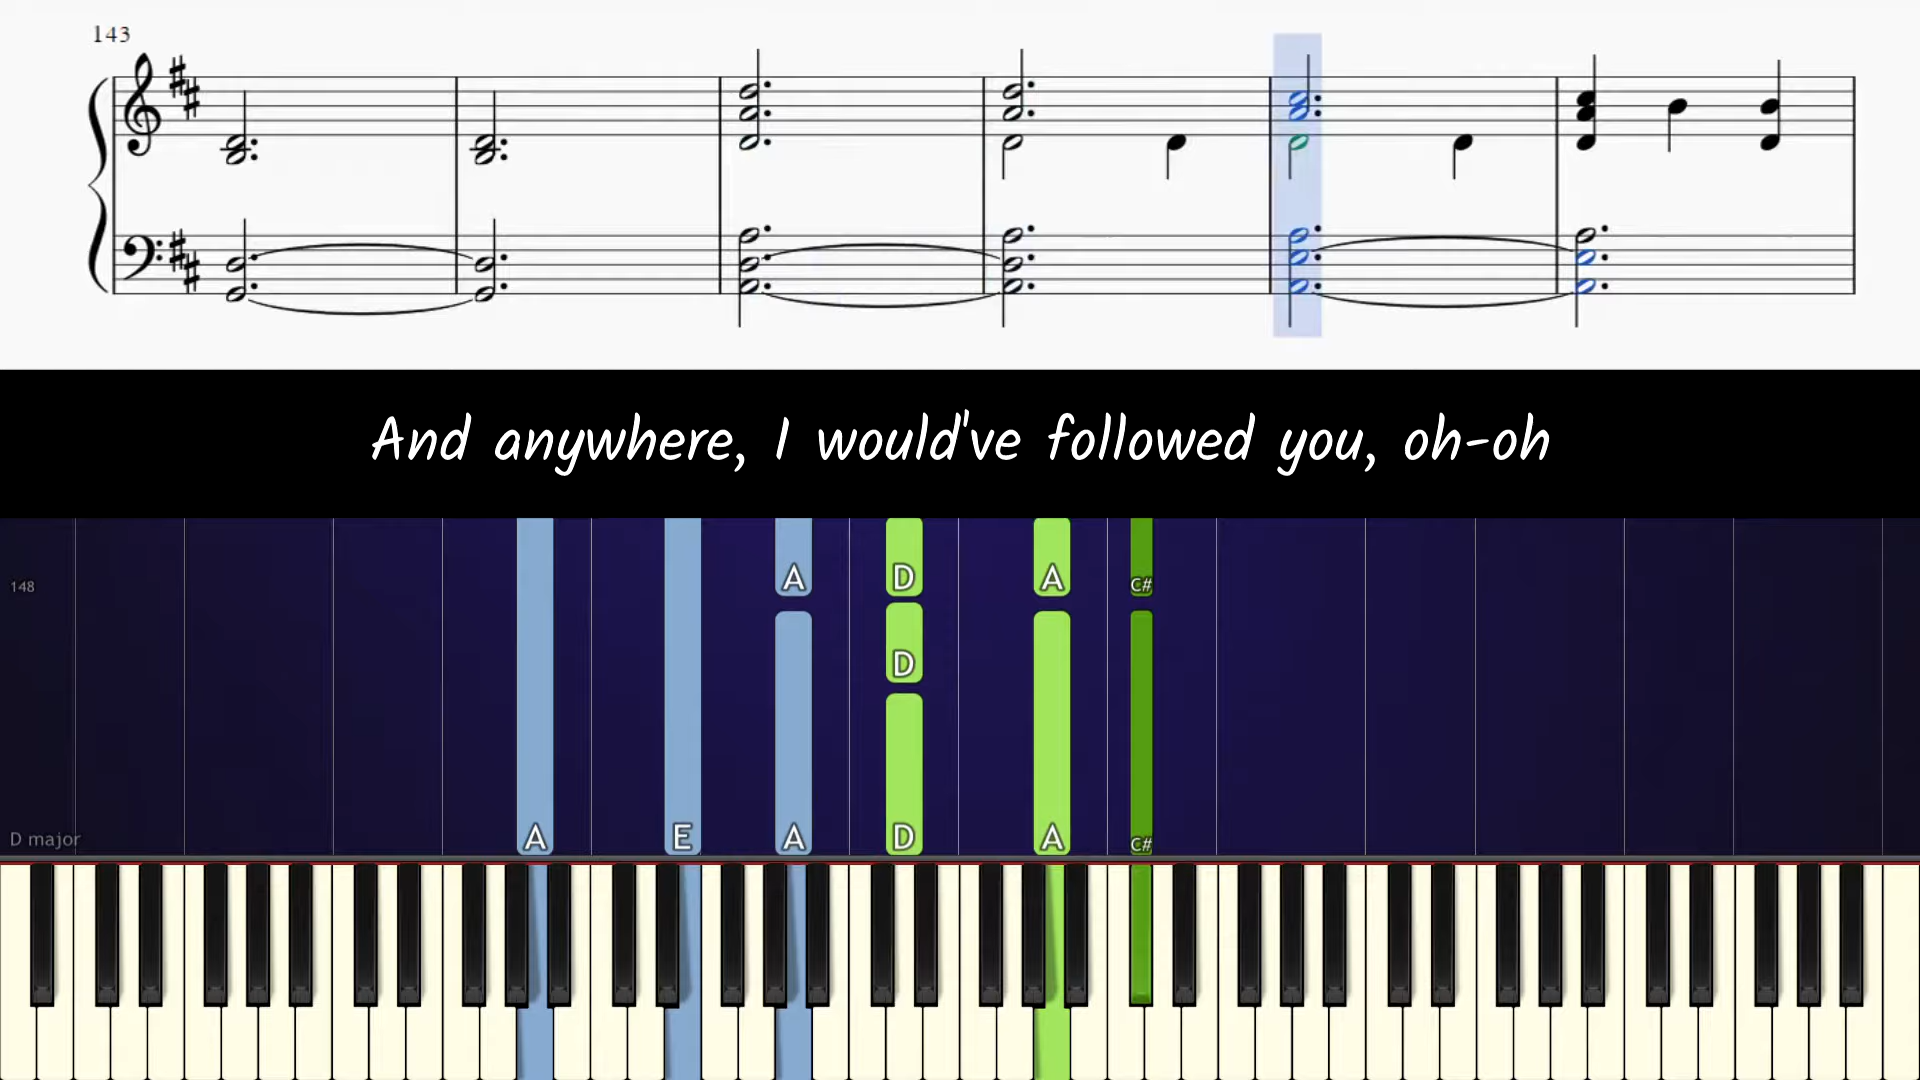 143
And anywhere, I would've followed you, oh-oh
A D A C#
148
D
D major
A E A D A C#